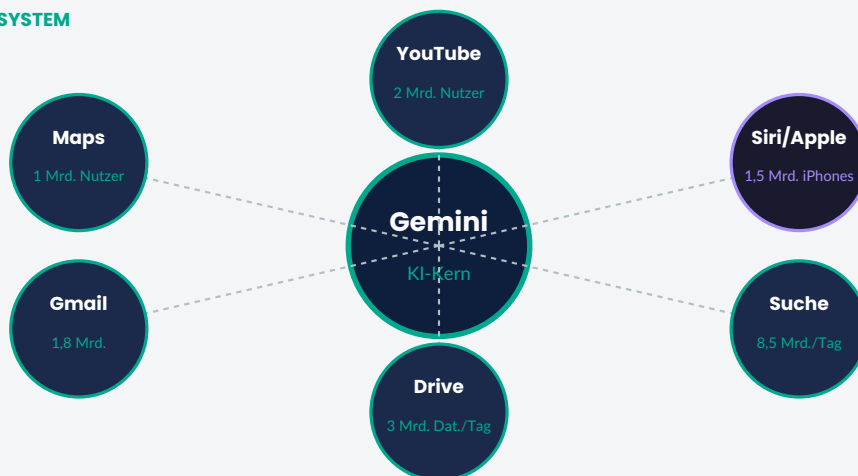 SYSTEM
YouTube
2 Mrd. Nutzer
Maps
1 Mrd. Nutzer
Siri/Apple
1,5 Mrd. iPhones
Gemini
KI-Kern
Gmail
1,8 Mrd.
Suche
8,5 Mrd./Tag
Drive
3 Mrd. Dat./Tag